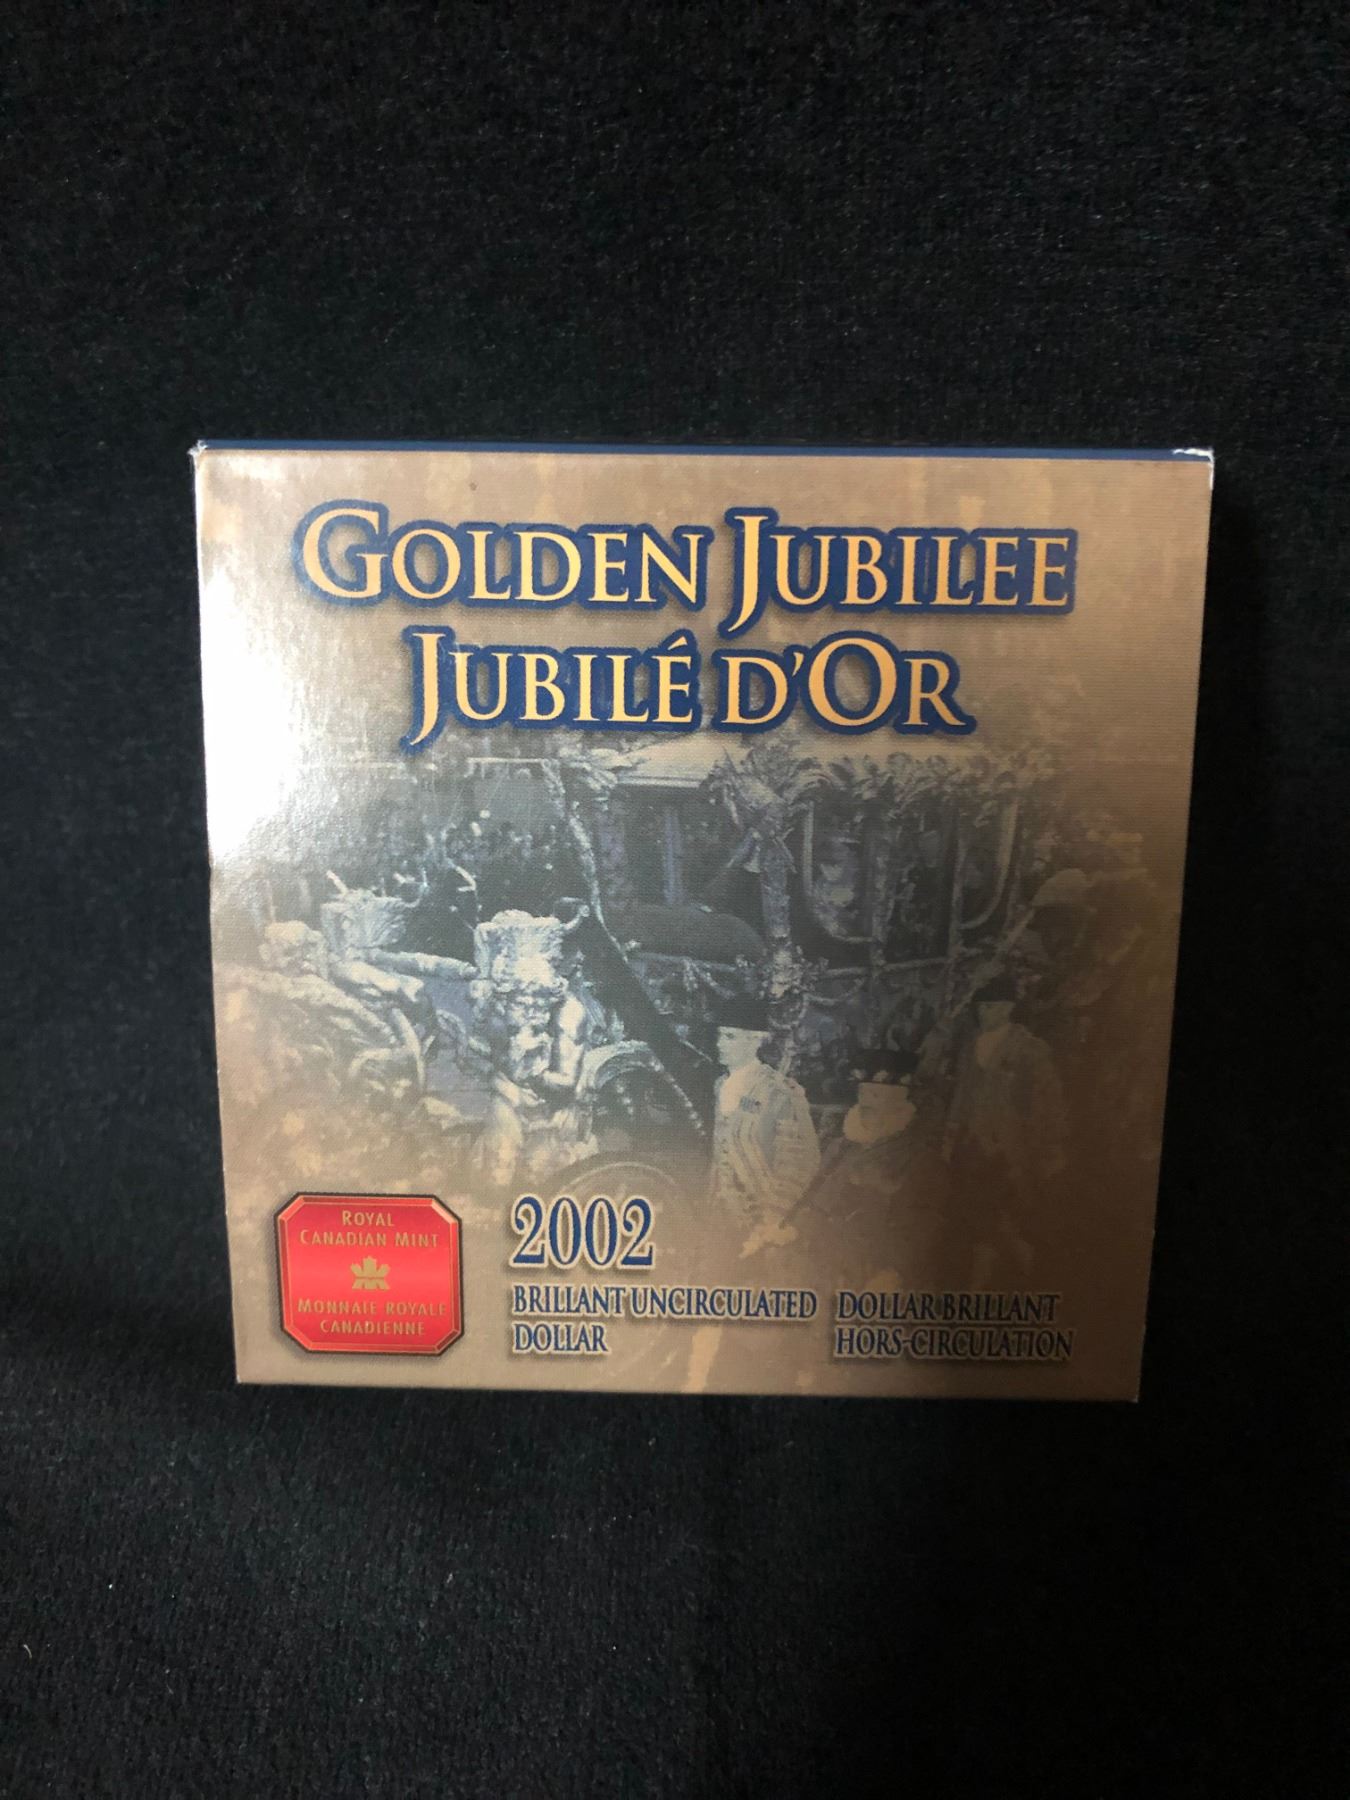 GOLDEN JUBILEE
JUBILÉ D'OR
ROYAL
CANADIAN MINT
MONNAIE ROYALE
CANADIENNE
2002
BRILLANT UNCIRCULATED
DOLLAR
DOLLAR BRILLANT
HORS-CIRCULATION